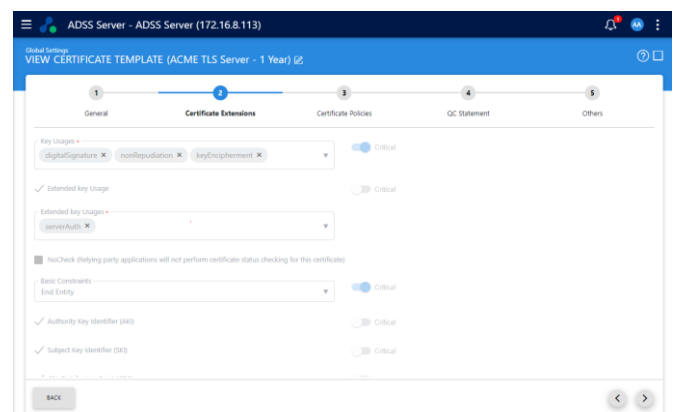 ADSS Server - ADSS Server (172.16.8.113)
AA
Global Settings
VIEW CERTIFICATE TEMPLATE (ACME TLS Server - 1 Year)
1 2 3 4 5
General Certificate Extensions Certificate Policies QC Statement Others
Key Usages *
digitalSignature × nonRepudiation × keyEncipherment × Critical
Extended key Usage Critical
Extended key Usages *
serverAuth ×
NoCheck (Relying party applications will not perform certificate status checking for this certificate)
Basic Constraints
End Entity Critical
Authority Key Identifier (AKI) Critical
Subject Key Identifier (SKI) Critical
BACK